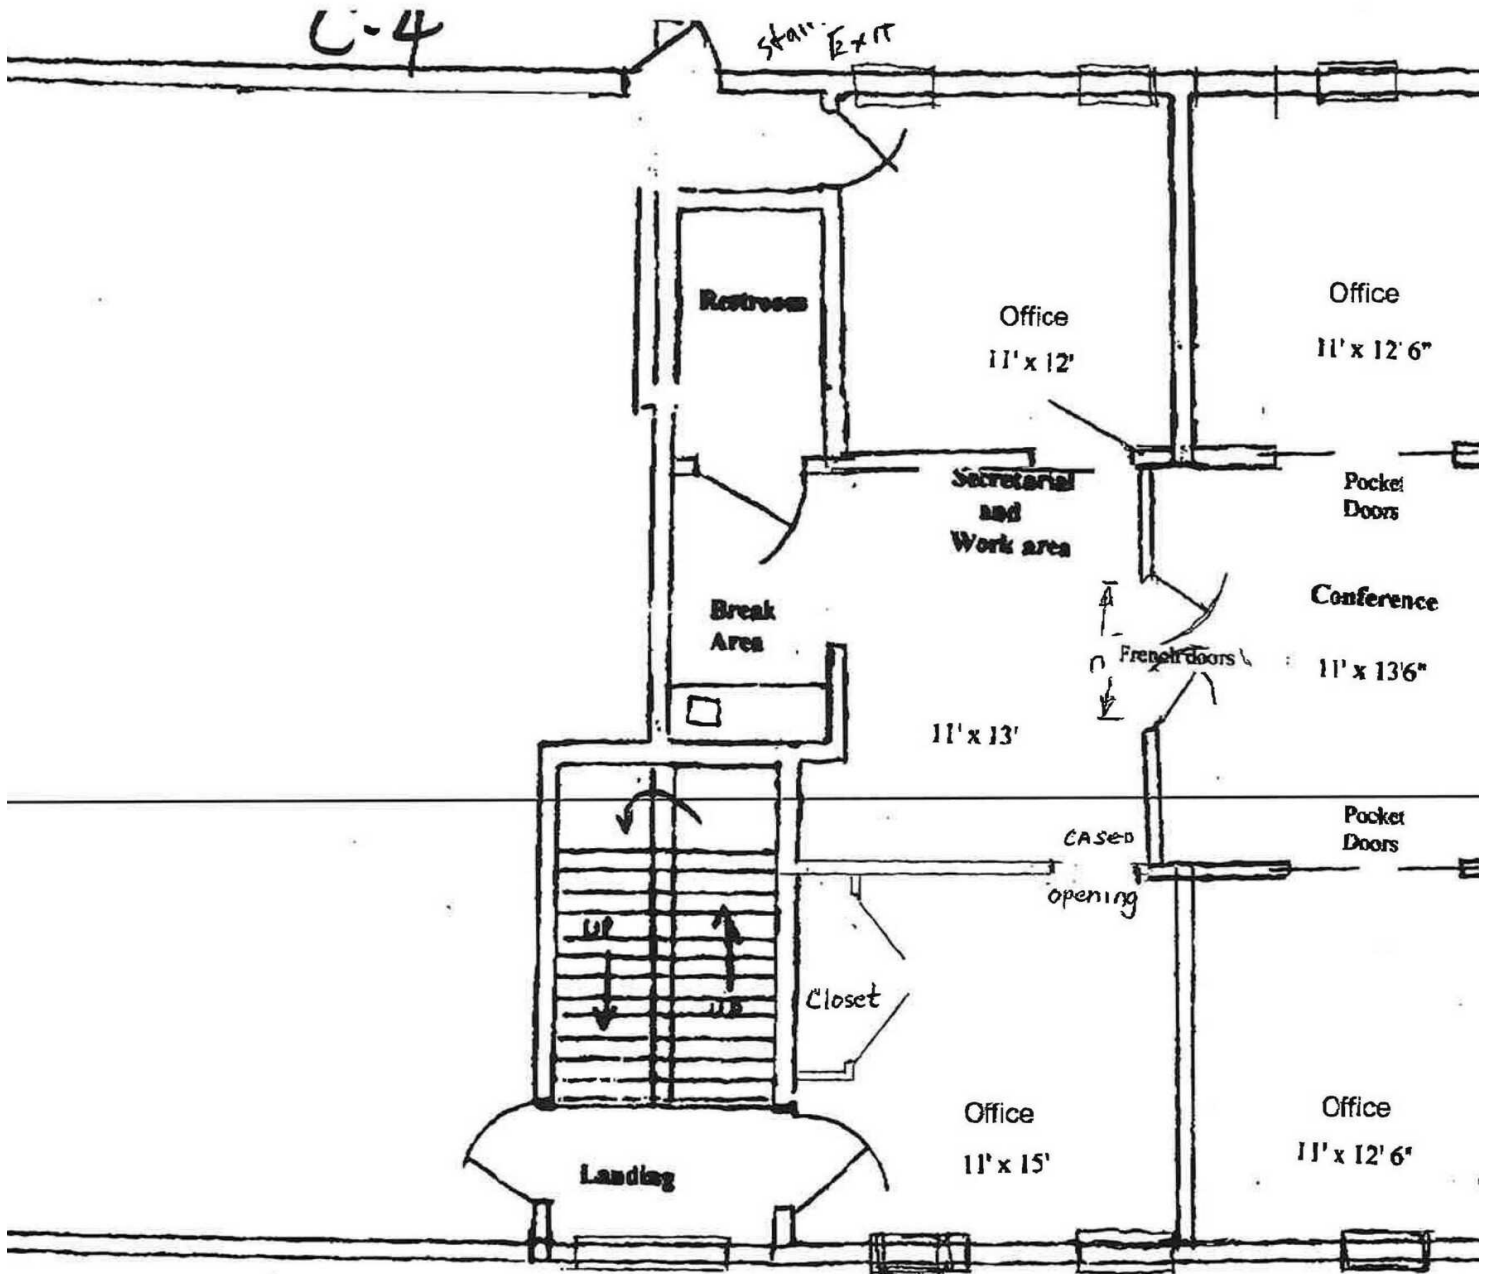 C-4
Stair
EXIT
Restroom
Office
11' x 12'
Office
11' x 12' 6"
Secretarial
and
Work area
Pocket
Doors
Break
Area
Conference
French doors
11' x 13'6"
11' x 13'
Pocket
Doors
CASED
opening
UP
UP
Closet
Landing
Office
11' x 15'
Office
11' x 12' 6"